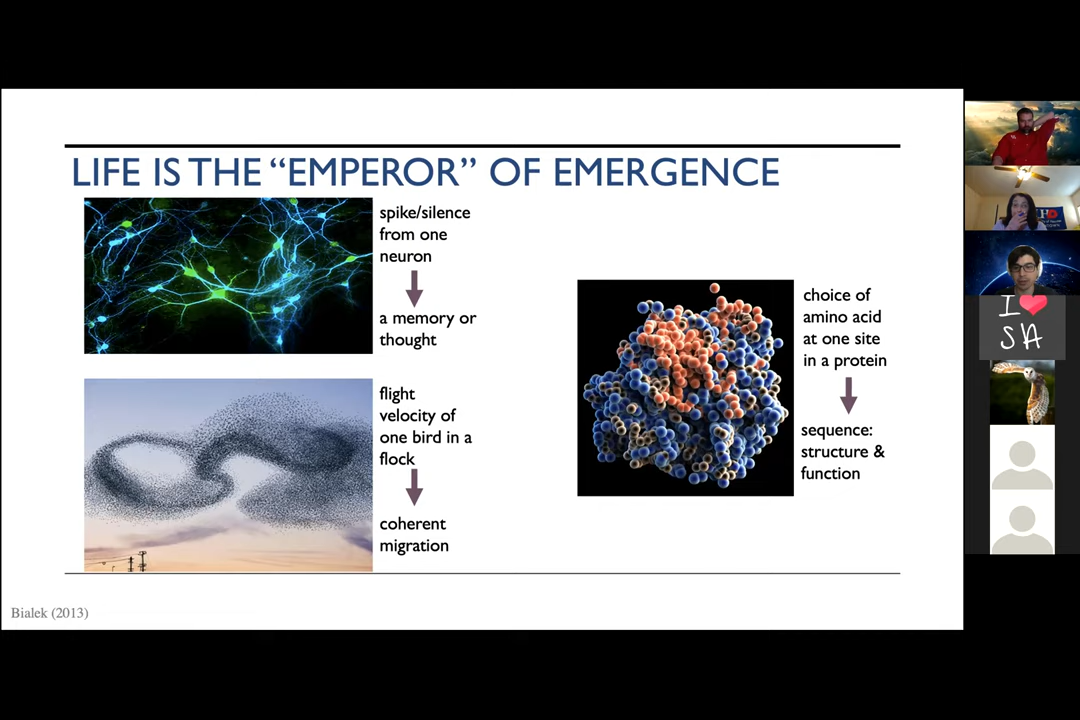 LIFE IS THE “EMPEROR” OF EMERGENCE
spike/silence
from one
neuron
a memory or
thought
flight
velocity of
one bird in a
flock
coherent
migration
choice of
amino acid
at one site
in a protein
sequence:
structure &
function
Bialek (2013)
I ❤
SA